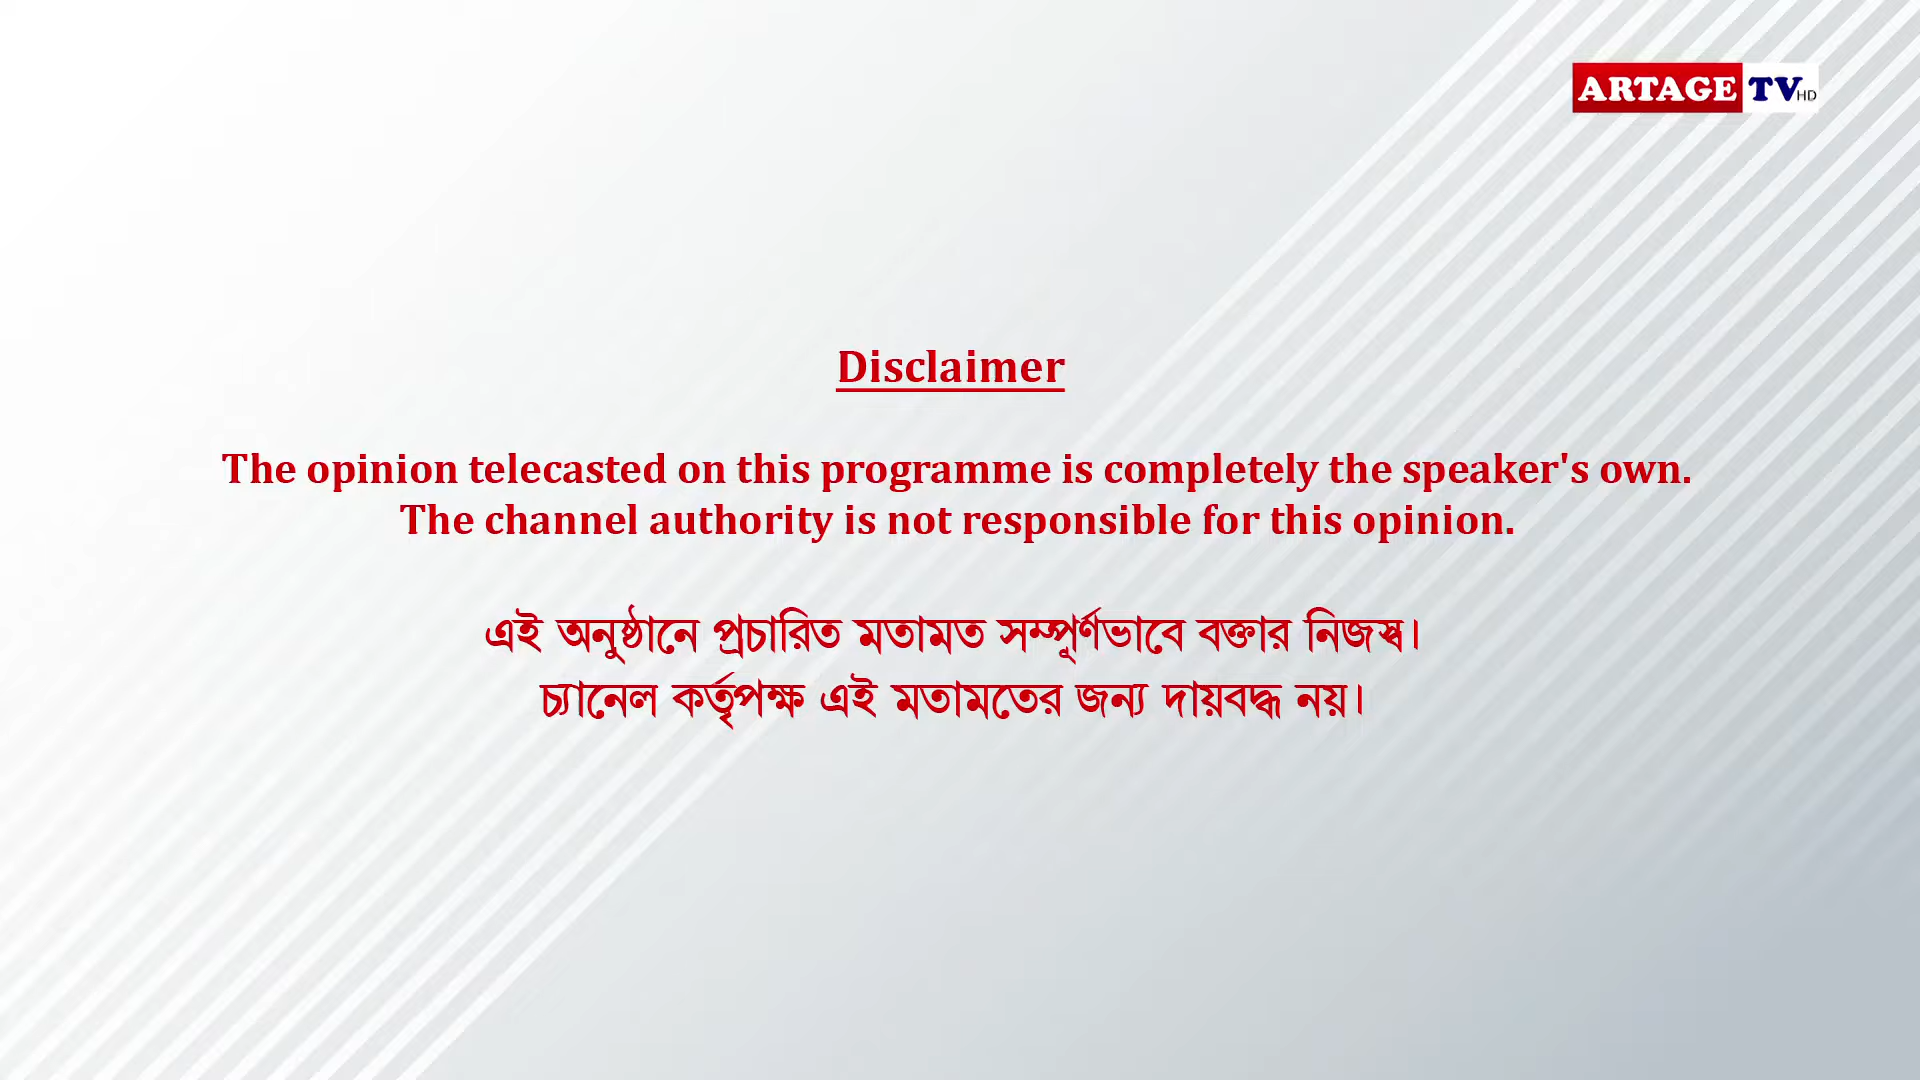 ARTAGE TV HD
Disclaimer
The opinion telecasted on this programme is completely the speaker's own.
The channel authority is not responsible for this opinion.
এই অনুষ্ঠানে প্রচারিত মতামত সম্পূর্ণভাবে বক্তার নিজস্ব।
চ্যানেল কর্তৃপক্ষ এই মতামতের জন্য দায়বদ্ধ নয়।